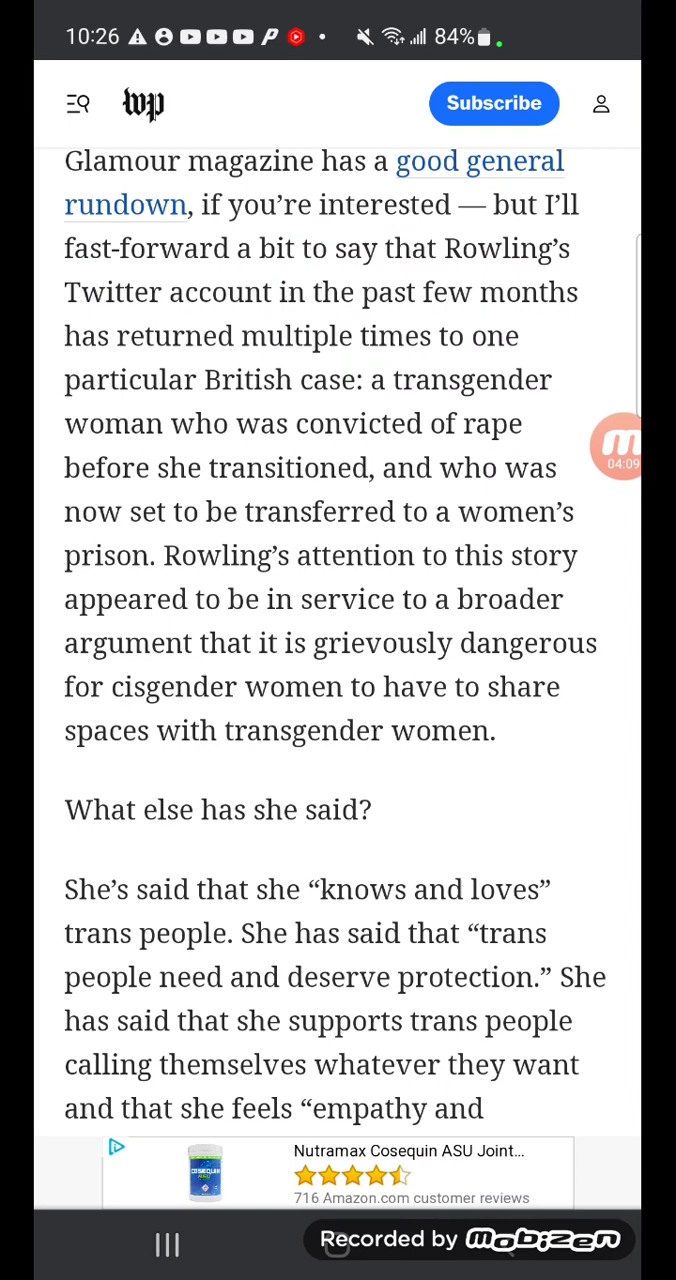 10:26 84%
wp Subscribe
Glamour magazine has a good general
rundown, if you’re interested — but I’ll
fast-forward a bit to say that Rowling’s
Twitter account in the past few months
has returned multiple times to one
particular British case: a transgender
woman who was convicted of rape
before she transitioned, and who was
04:09
now set to be transferred to a women’s
prison. Rowling’s attention to this story
appeared to be in service to a broader
argument that it is grievously dangerous
for cisgender women to have to share
spaces with transgender women.
What else has she said?
She’s said that she “knows and loves”
trans people. She has said that “trans
people need and deserve protection.” She
has said that she supports trans people
calling themselves whatever they want
and that she feels “empathy and
Nutramax Cosequin ASU Joint...
COSEQUIN
ASU
716 Amazon.com customer reviews
Recorded by mobizen